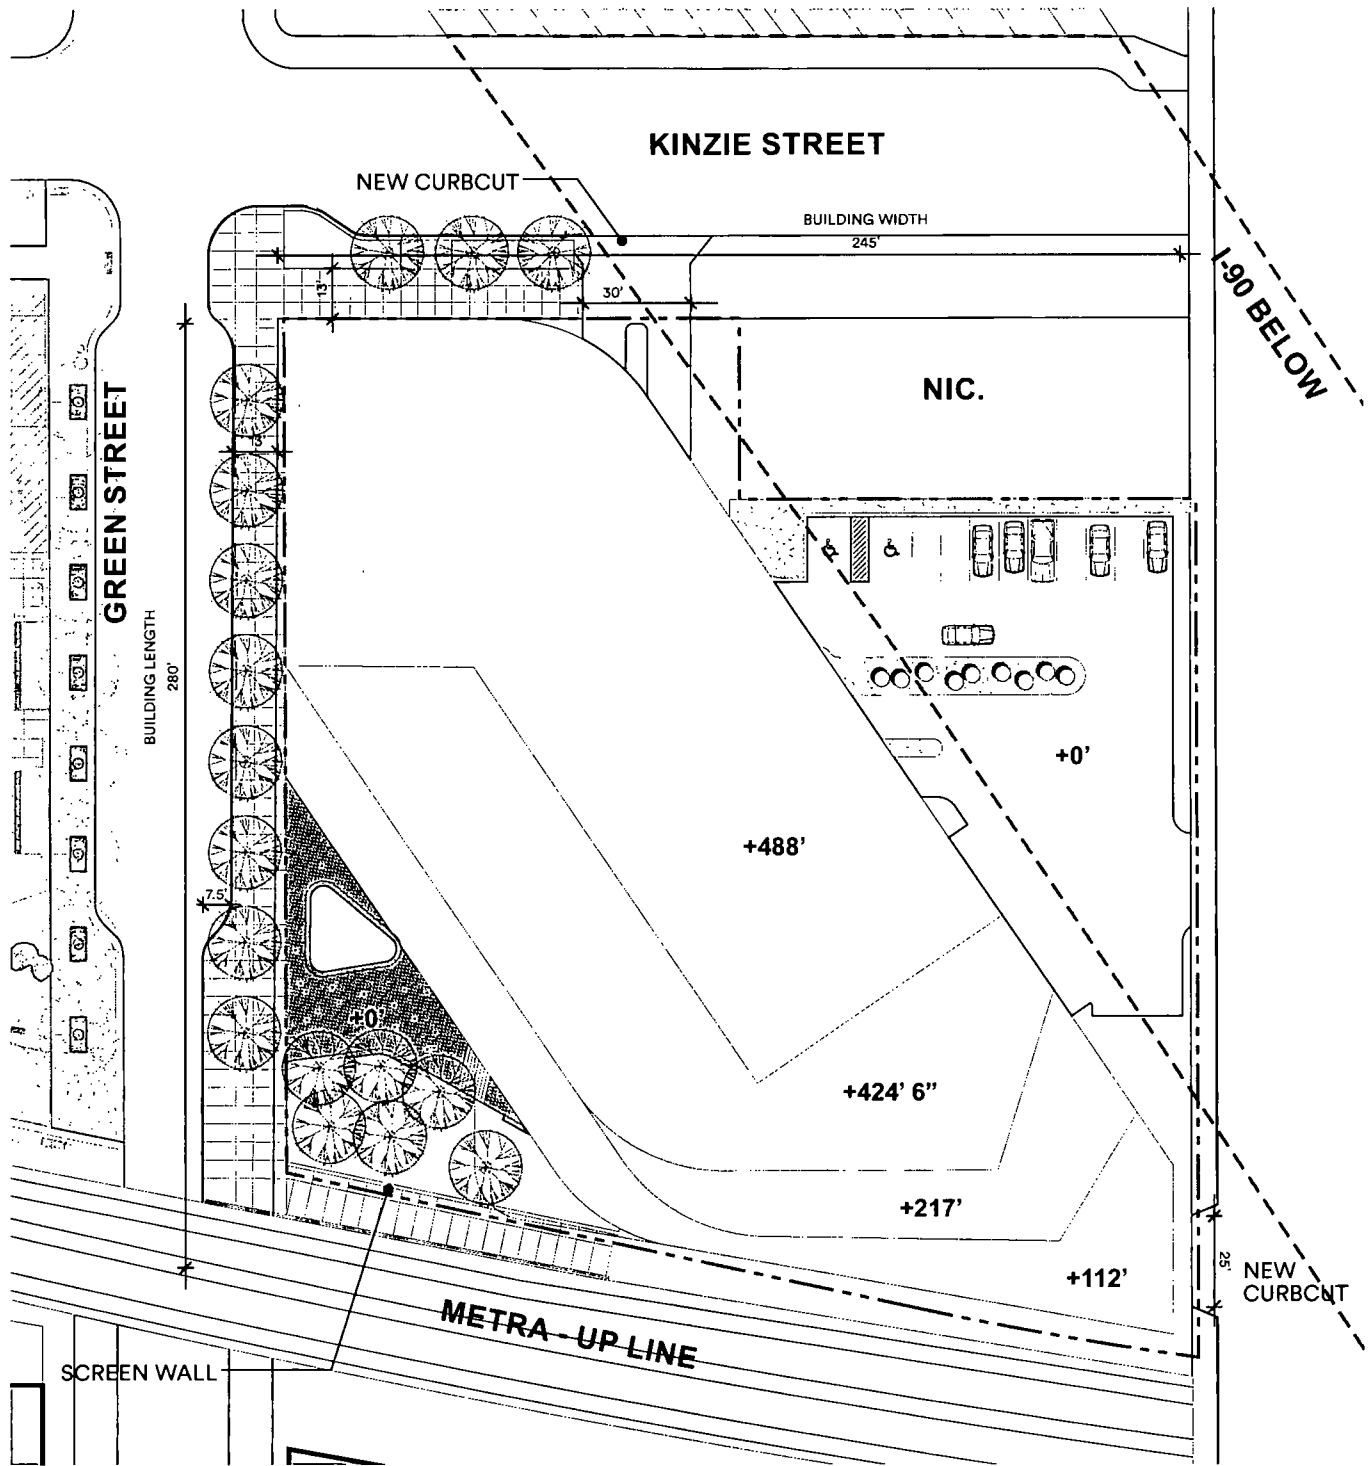 KINZIE STREET
NEW CURBCUT
BUILDING WIDTH
245'
I-90 BELOW
13'
30'
NIC.
GREEN STREET
13'
BUILDING LENGTH
280'
+0'
+488'
7.5'
+0'
+424' 6"
+217'
+112'
25'
NEW
CURBCUT
METRA - UP LINE
SCREEN WALL